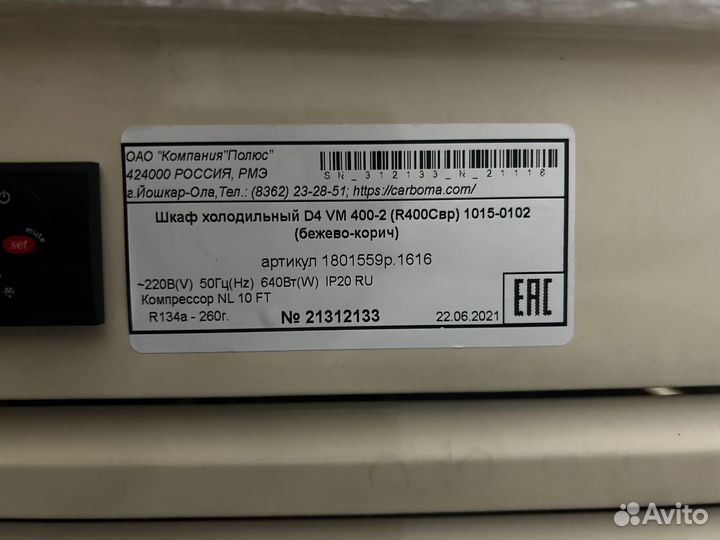 ОАО "Компания"Полюс"
424000 РОССИЯ, РМЭ
SN_312133_N_21116
г.Йошкар-Ола,Тел.: (8362) 23-28-51; https://carboma.com/
Шкаф холодильный D4 VM 400-2 (R400Свр) 1015-0102
(бежево-корич)
артикул 1801559р.1616
~220В(V) 50Гц(Hz) 640Вт(W) IP20 RU
Компрессор NL 10 FT
R134a - 260г.
№ 21312133
22.06.2021
EAC
mute
set
Avito